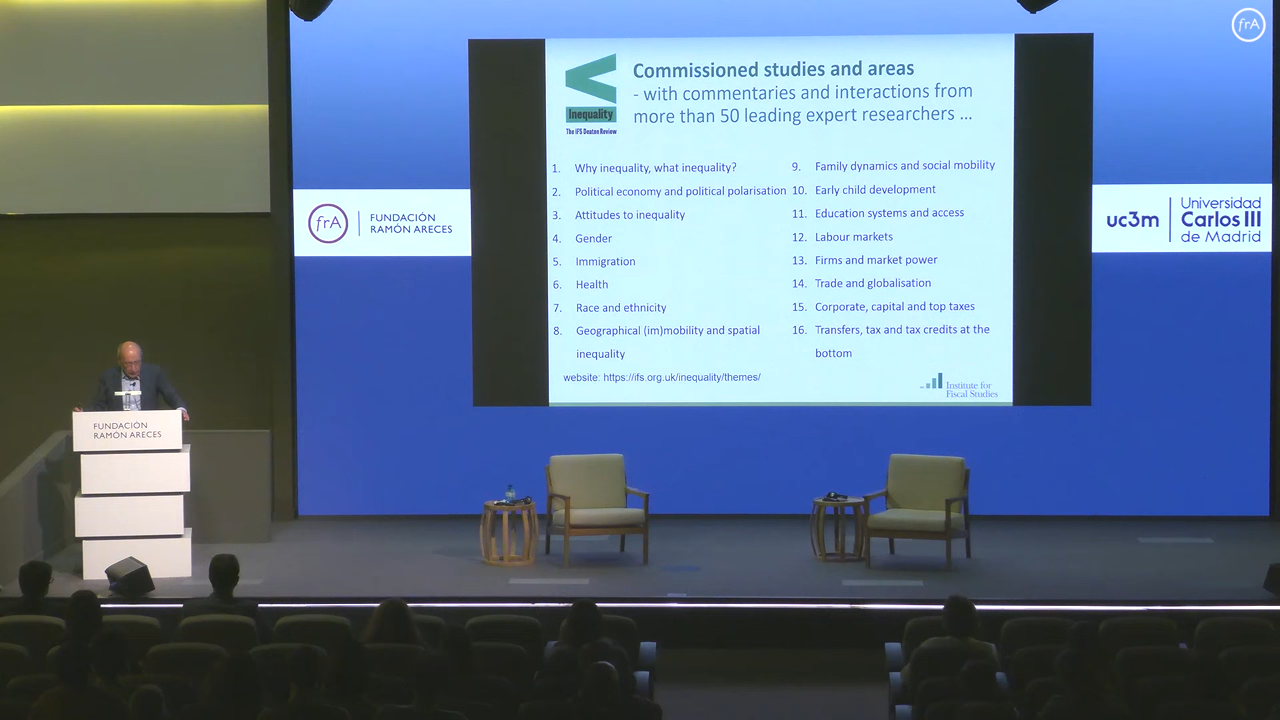 frA
Commissioned studies and areas
- with commentaries and interactions from
more than 50 leading expert researchers ...
Inequality
The IFS Deaton Review
1. Why inequality, what inequality?
2. Political economy and political polarisation
3. Attitudes to inequality
4. Gender
5. Immigration
6. Health
7. Race and ethnicity
8. Geographical (im)mobility and spatial
inequality
9. Family dynamics and social mobility
10. Early child development
11. Education systems and access
12. Labour markets
13. Firms and market power
14. Trade and globalisation
15. Corporate, capital and top taxes
16. Transfers, tax and tax credits at the
bottom
website: https://ifs.org.uk/inequality/themes/
Institute for
Fiscal Studies
frA
FUNDACIÓN
RAMÓN ARECES
uc3m
Universidad
Carlos III
de Madrid
FUNDACIÓN
RAMÓN ARECES